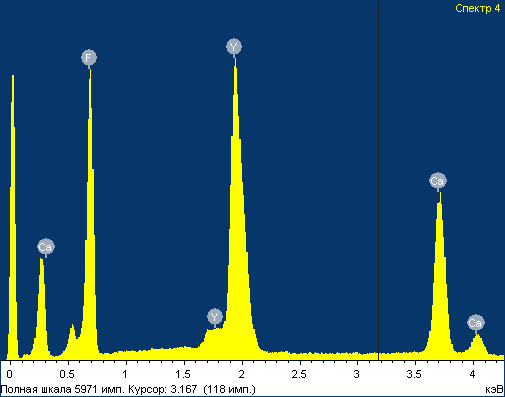 Спектр 4
F
Y
Ca
Ca
Y
Ca
0 0.5 1 1.5 2 2.5 3 3.5 4
Полная шкала 5971 имп. Курсор: 3.167 (118 имп.) кэВ